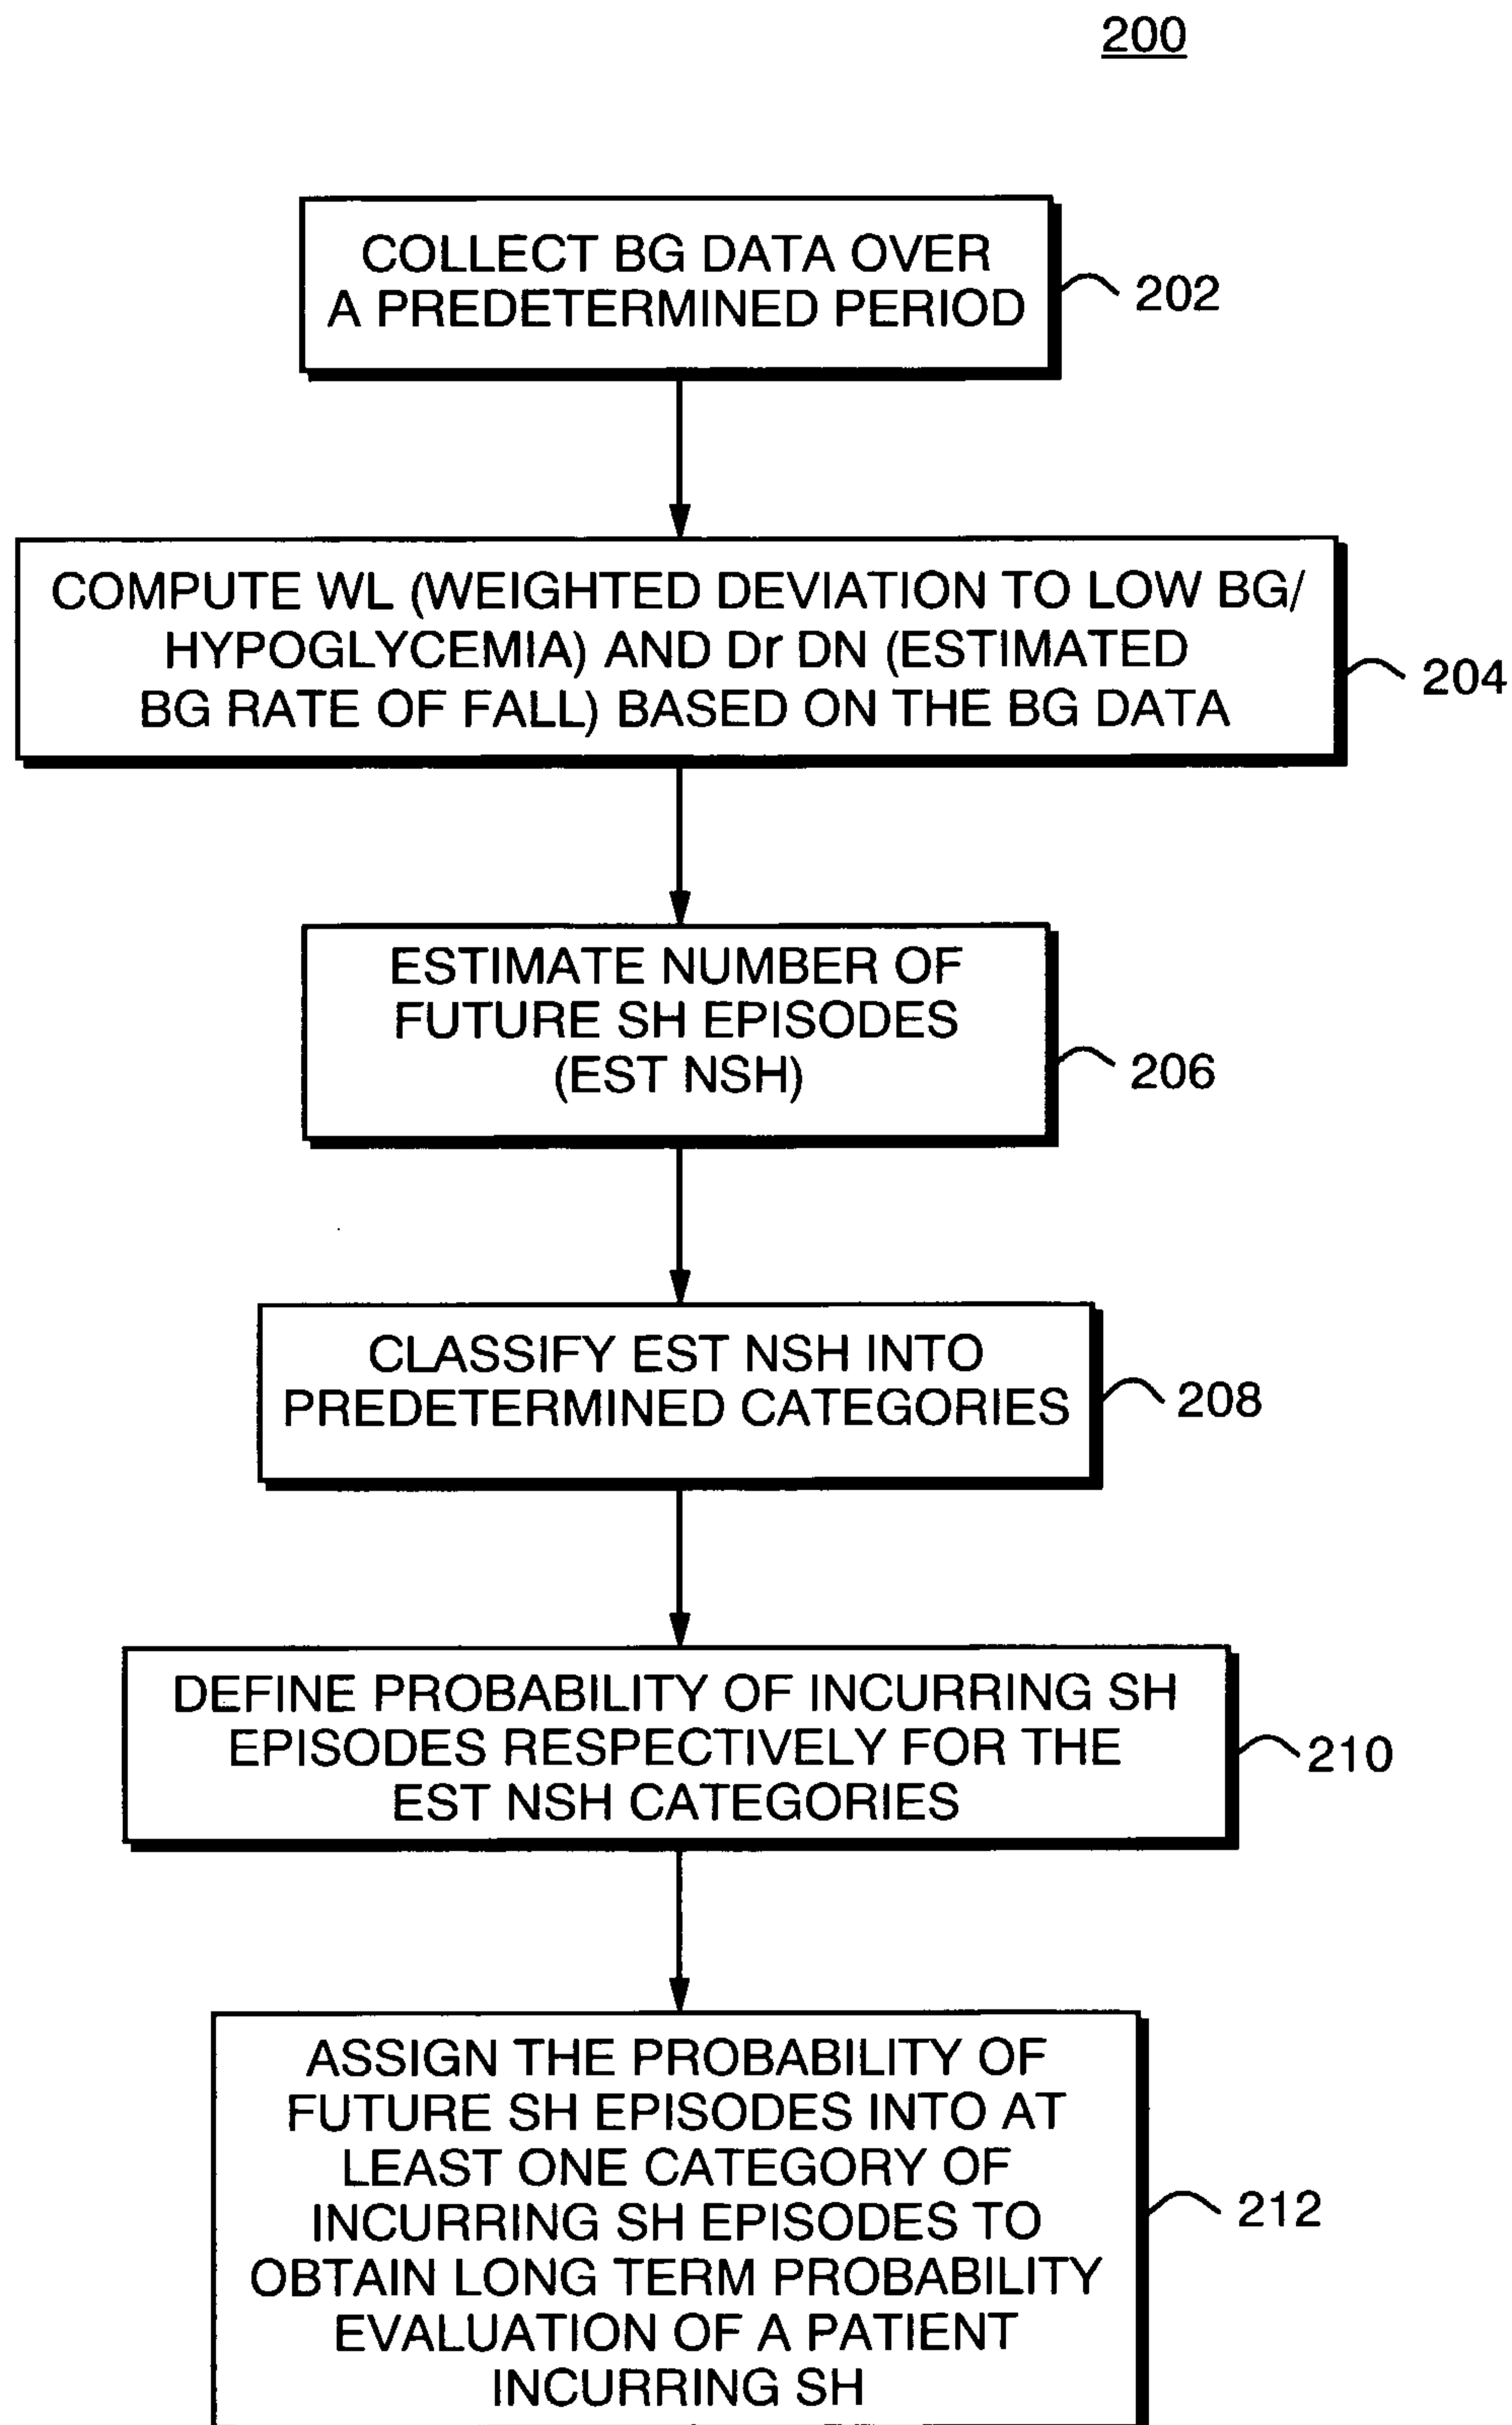 200
COLLECT BG DATA OVER
A PREDETERMINED PERIOD
202
COMPUTE WL (WEIGHTED DEVIATION TO LOW BG/
HYPOGLYCEMIA) AND Dr DN (ESTIMATED
BG RATE OF FALL) BASED ON THE BG DATA
204
ESTIMATE NUMBER OF
FUTURE SH EPISODES
(EST NSH)
206
CLASSIFY EST NSH INTO
PREDETERMINED CATEGORIES
208
DEFINE PROBABILITY OF INCURRING SH
EPISODES RESPECTIVELY FOR THE
EST NSH CATEGORIES
210
ASSIGN THE PROBABILITY OF
FUTURE SH EPISODES INTO AT
LEAST ONE CATEGORY OF
INCURRING SH EPISODES TO
OBTAIN LONG TERM PROBABILITY
EVALUATION OF A PATIENT
INCURRING SH
212